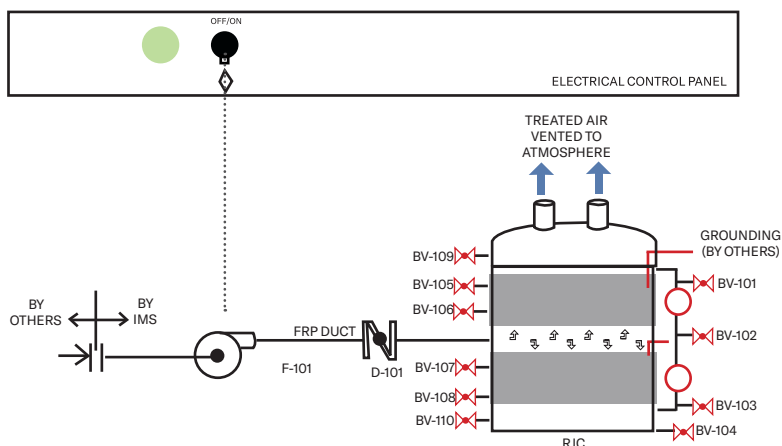 OFF/ON
ELECTRICAL CONTROL PANEL
TREATED AIR
VENTED TO
ATMOSPHERE
GROUNDING
(BY OTHERS)
BV-109
BV-105
BV-106
BV-101
BV-102
BY
OTHERS
BY
IMS
FRP DUCT
F-101
D-101
BV-107
BV-108
BV-110
BV-103
BV-104